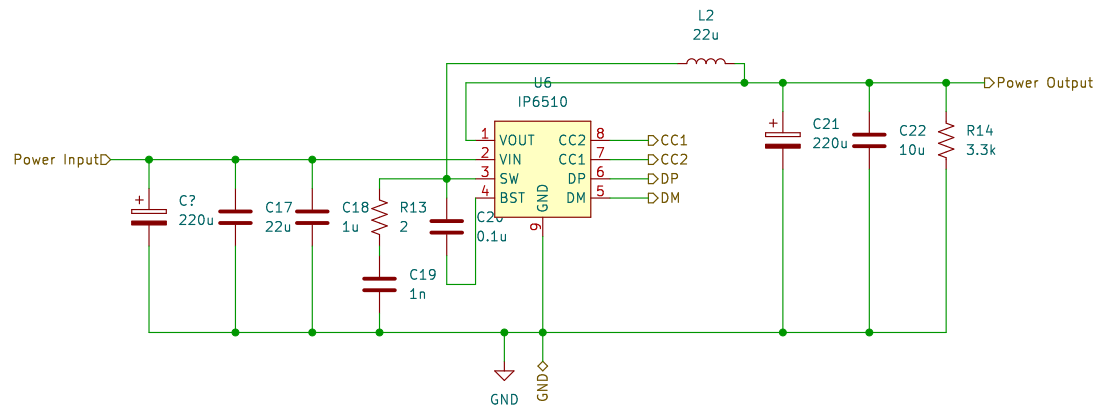 L2
22u
U6
IP6510
Power Output
Power Input
1
VOUT
2
VIN
3
SW
4
BST
GND
9
CC2
8
CC1
CC1
7
CC2
DP
6
DP
DM
5
DM
+
C?
220u
C17
22u
C18
1u
R13
2
C19
1n
C20
0.1u
+
C21
220u
C22
10u
R14
3.3k
GND
GND